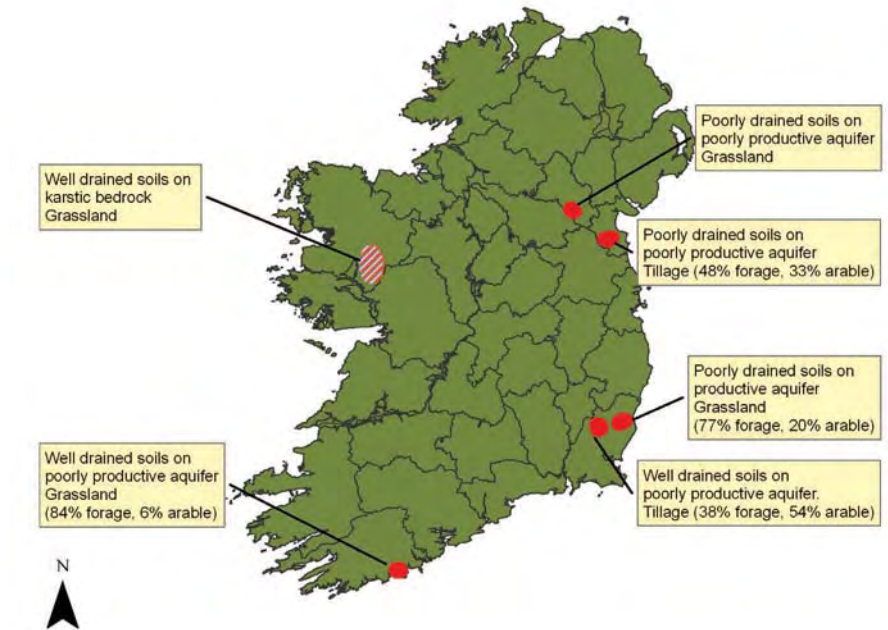 Poorly drained soils on
poorly productive aquifer
Grassland
Well drained soils on
karstic bedrock
Grassland
Poorly drained soils on
poorly productive aquifer
Tillage (48% forage, 33% arable)
Poorly drained soils on
productive aquifer
Grassland
(77% forage, 20% arable)
Well drained soils on
poorly productive aquifer
Grassland
(84% forage, 6% arable)
Well drained soils on
poorly productive aquifer.
Tillage (38% forage, 54% arable)
N